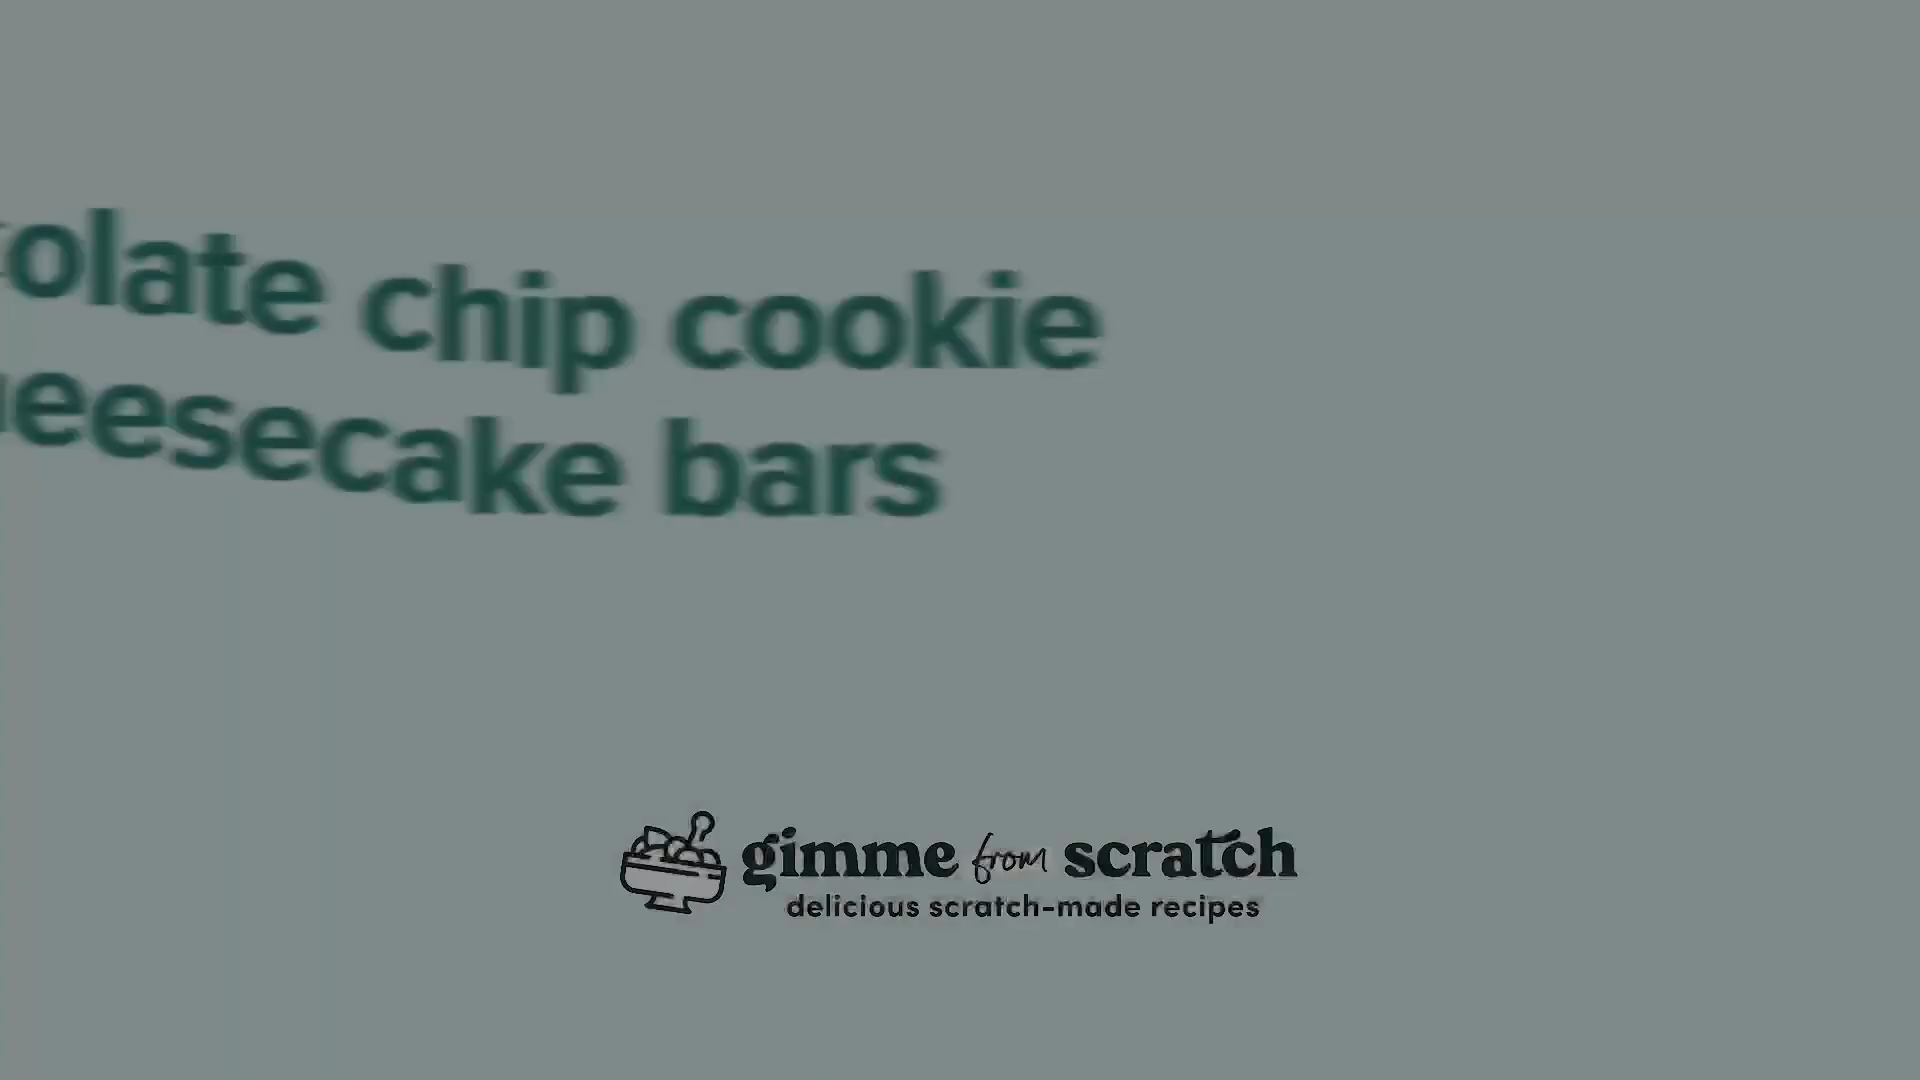 olate chip cookie
eesecake bars
gimme from scratch
delicious scratch-made recipes